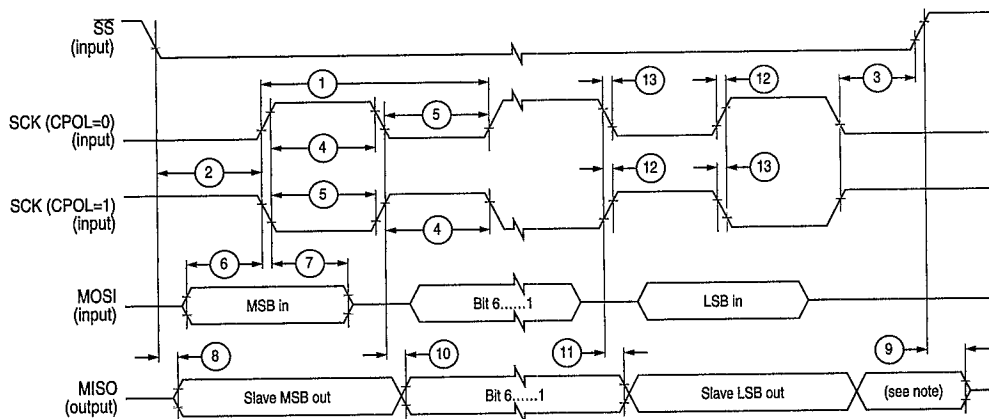 SS
(input)
1
13
12
3
5
SCK (CPOL=0)
(input)
4
2
12
13
5
SCK (CPOL=1)
(input)
4
6
7
MOSI
(input)
MSB in
Bit 6......1
LSB in
8
10
11
9
MISO
(output)
Slave MSB out
Bit 6......1
Slave LSB out
(see note)